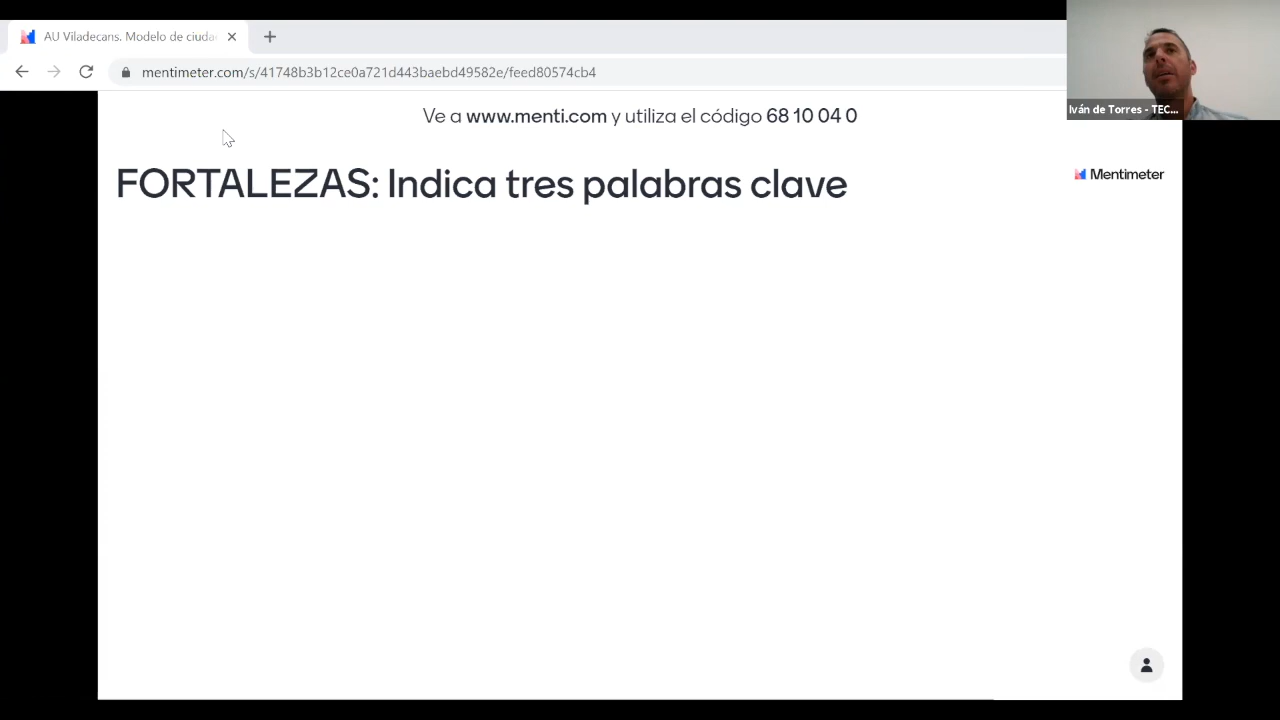 AU Viladecans. Modelo de ciuda
mentimeter.com/s/41748b3b12ce0a721d443baebd49582e/feed80574cb4
Iván de Torres - TEC...
Ve a www.menti.com y utiliza el código 68 10 04 0
Mentimeter
FORTALEZAS: Indica tres palabras clave